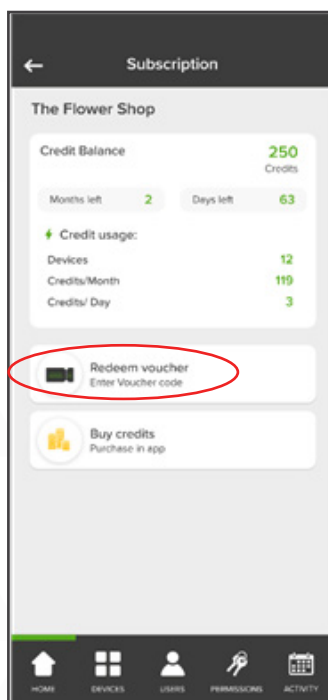 Subscription
The Flower Shop
Credit Balance 250
Credits
Months left 2 Days left 63
Credit usage:
Devices 12
Credits/Month 119
Credits/ Day 3
Redeem voucher
Enter Voucher code
Buy credits
Purchase in app
HOME DEVICES USERS PERMISSIONS ACTIVITY